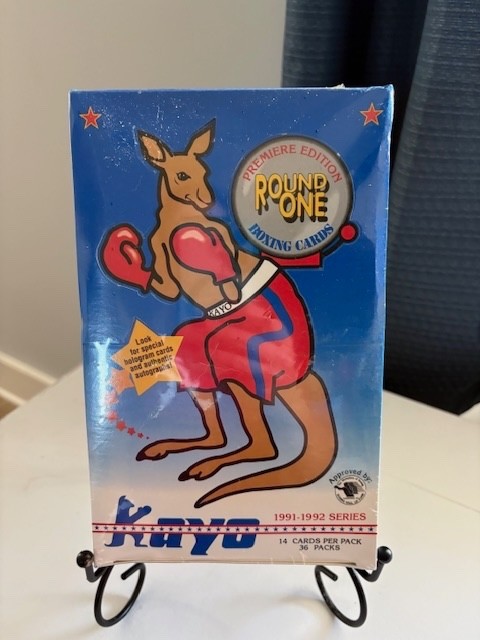 PREMIERE EDITION
ROUND
ONE
BOXING CARDS
KAYO
Look
for special
hologram cards
and authentic
autographs!
Approved by:
Kayo
1991-1992 SERIES
14 CARDS PER PACK
36 PACKS